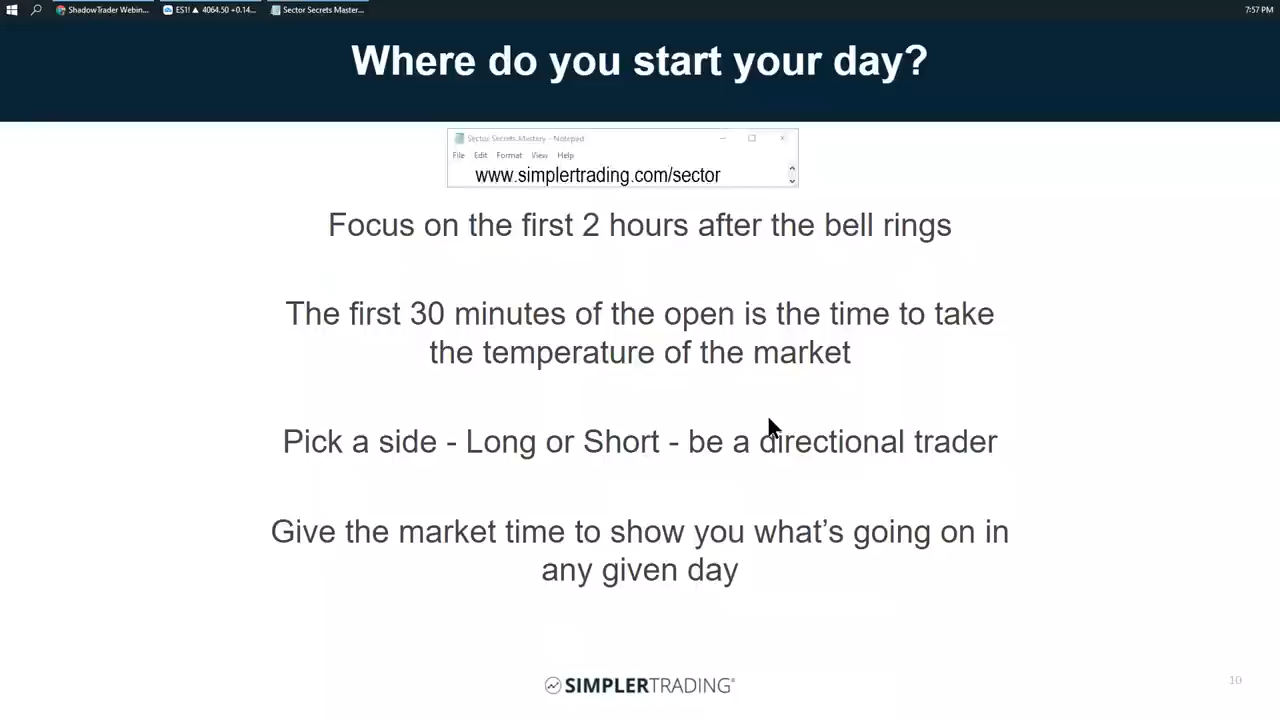 ShadowTrader Webin...
ES1! ▲ 4064.50 +0.14...
Sector Secrets Master...
7:57 PM
Where do you start your day?
Sector Secrets Mastery - Notepad
File Edit Format View Help
www.simplertrading.com/sector
Focus on the first 2 hours after the bell rings
The first 30 minutes of the open is the time to take
the temperature of the market
Pick a side - Long or Short - be a directional trader
Give the market time to show you what’s going on in
any given day
SIMPLERTRADING®
10